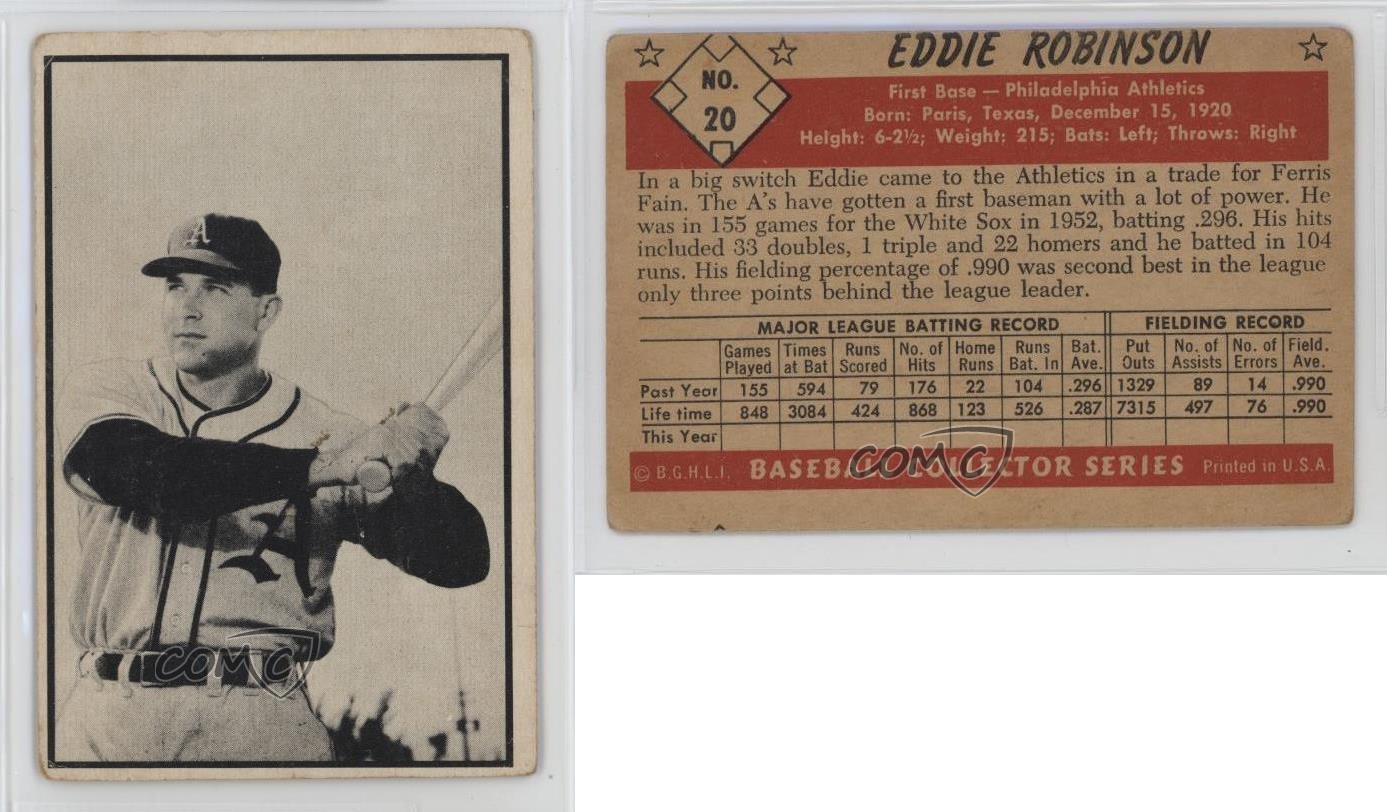 A
A
COMC
EDDIE ROBINSON
NO.
20
First Base — Philadelphia Athletics
Born: Paris, Texas, December 15, 1920
Height: 6-2½; Weight: 215; Bats: Left; Throws: Right
In a big switch Eddie came to the Athletics in a trade for Ferris
Fain. The A's have gotten a first baseman with a lot of power. He
was in 155 games for the White Sox in 1952, batting .296. His hits
included 33 doubles, 1 triple and 22 homers and he batted in 104
runs. His fielding percentage of .990 was second best in the league
only three points behind the league leader.
MAJOR LEAGUE BATTING RECORD FIELDING RECORD
Games Times Runs No. of Home Runs Bat. Put No. of No. of Field.
Played at Bat Scored Hits Runs Bat. In Ave. Outs Assists Errors Ave.
Past Year 155 594 79 176 22 104 .296 1329 89 14 .990
Life time 848 3084 424 868 123 526 .287 7315 497 76 .990
This Year
© B.G.H.L.I. BASEBALL COLLECTOR SERIES Printed in U.S.A.
COMC